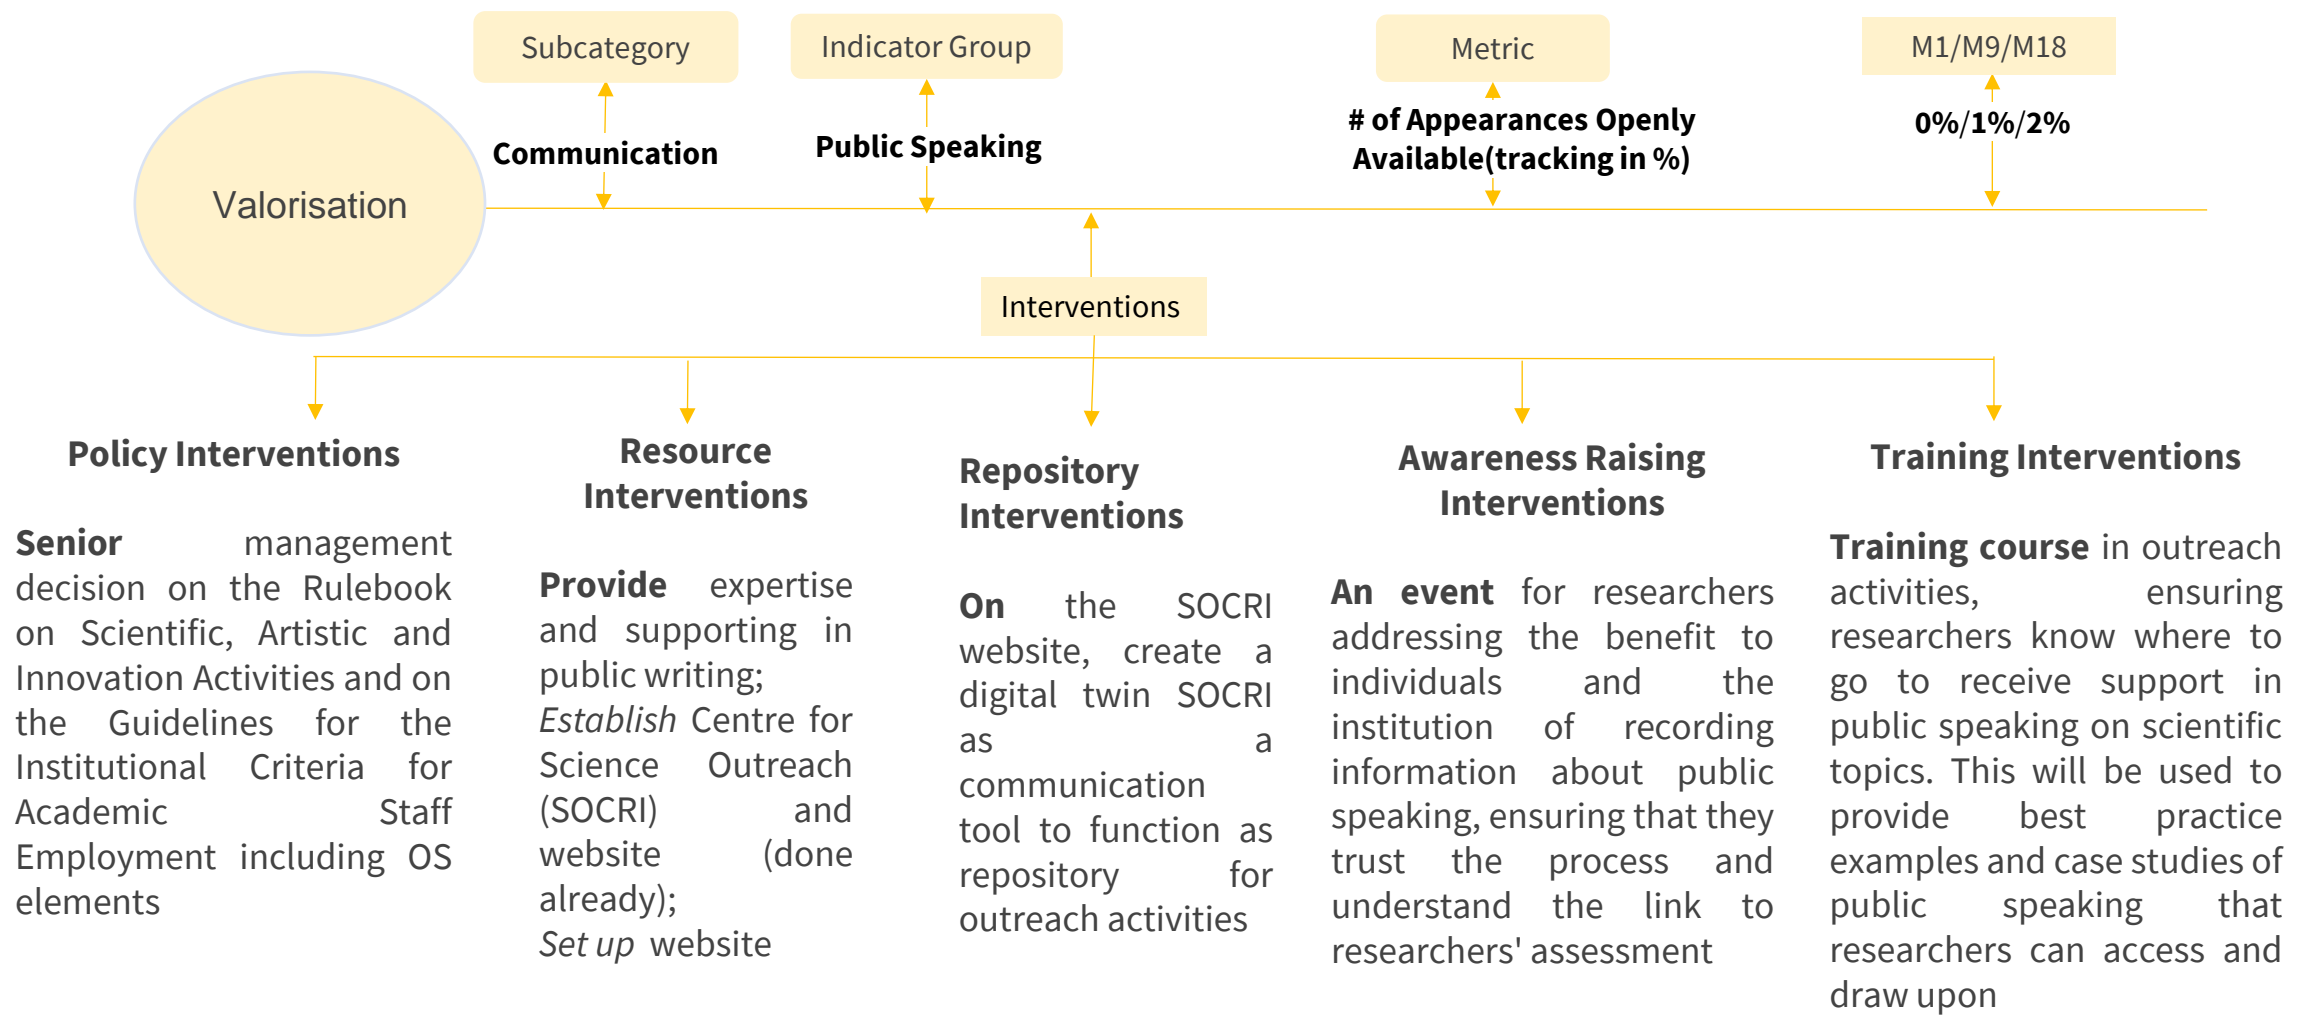 Subcategory
Indicator Group
Metric
M1/M9/M18
Communication
Public Speaking
# of Appearances Openly
Available(tracking in %)
0%/1%/2%
Valorisation
Interventions
Policy Interventions
Senior management
decision on the Rulebook
on Scientific, Artistic and
Innovation Activities and on
the Guidelines for the
Institutional Criteria for
Academic Staff
Employment including OS
elements
Resource
Interventions
Provide expertise
and supporting in
public writing;
Establish Centre for
Science Outreach
(SOCRI) and
website (done
already);
Set up website
Repository
Interventions
On the SOCRI
website, create a
digital twin SOCRI
as a
communication
tool to function as
repository for
outreach activities
Awareness Raising
Interventions
An event for researchers
addressing the benefit to
individuals and the
institution of recording
information about public
speaking, ensuring that they
trust the process and
understand the link to
researchers' assessment
Training Interventions
Training course in outreach
activities, ensuring
researchers know where to
go to receive support in
public speaking on scientific
topics. This will be used to
provide best practice
examples and case studies of
public speaking that
researchers can access and
draw upon